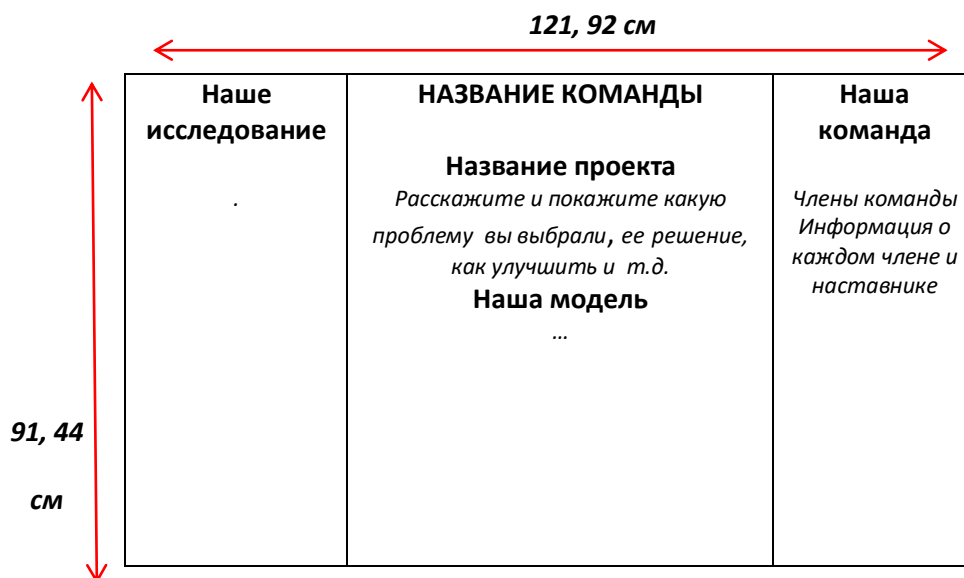 121, 92 см
91, 44
см
Наше
исследование
.
НАЗВАНИЕ КОМАНДЫ
Название проекта
Расскажите и покажите какую
проблему вы выбрали, ее решение,
как улучшить и т.д.
Наша модель
...
Наша
команда
Члены команды
Информация о
каждом члене и
наставнике